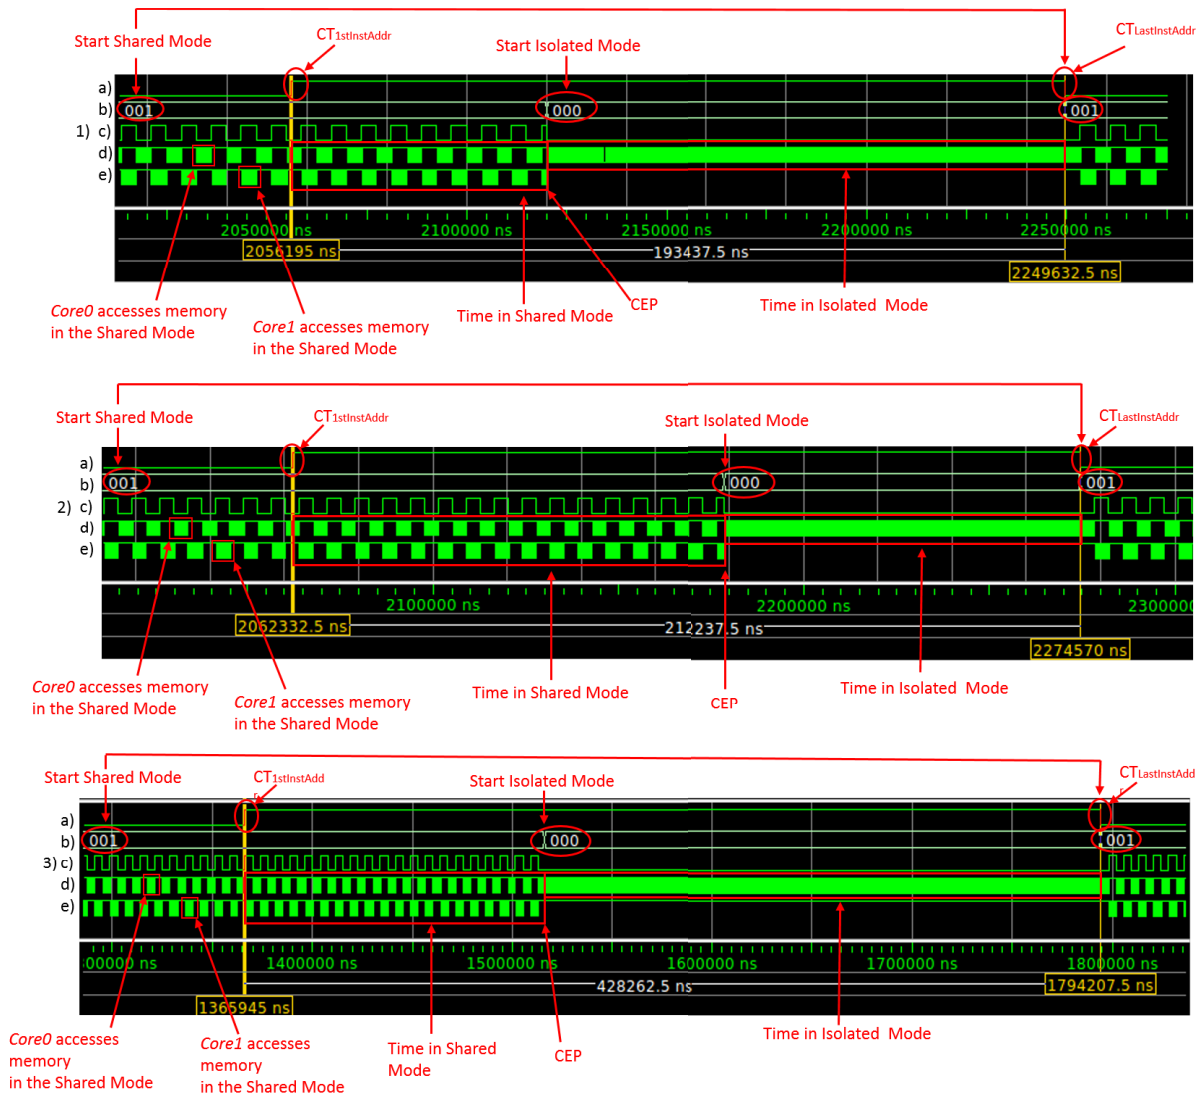 Start Shared Mode
CT1stInstAddr
Start Isolated Mode
CTLastInstAddr
a)
b) 001 000 001
1) c)
d)
e)
2050000 ns 2100000 ns 2150000 ns 2200000 ns 2250000 ns
2056195 ns 193437.5 ns
2249632.5 ns
Core0 accesses memory
in the Shared Mode
Core1 accesses memory
in the Shared Mode
Time in Shared Mode
CEP
Time in Isolated Mode
Start Shared Mode
CT1stInstAddr
Start Isolated Mode
CTLastInstAddr
a)
b) 001 000 001
2) c)
d)
e)
2100000 ns 2200000 ns 2300000
2062332.5 ns 212237.5 ns
2274570 ns
Core0 accesses memory
in the Shared Mode
Core1 accesses memory
in the Shared Mode
Time in Shared Mode
CEP
Time in Isolated Mode
Start Shared Mode
CT1stInstAdd
r
Start Isolated Mode
CTLastInstAdd
r
a)
b) 001 000 001
3) c)
d)
e)
00000 ns 1400000 ns 1500000 ns 1600000 ns 1700000 ns 1800000 ns
428262.5 ns 1794207.5 ns
1365945 ns
Core0 accesses
memory
in the Shared Mode
Core1 accesses
memory
in the Shared Mode
Time in Shared
Mode
CEP
Time in Isolated Mode